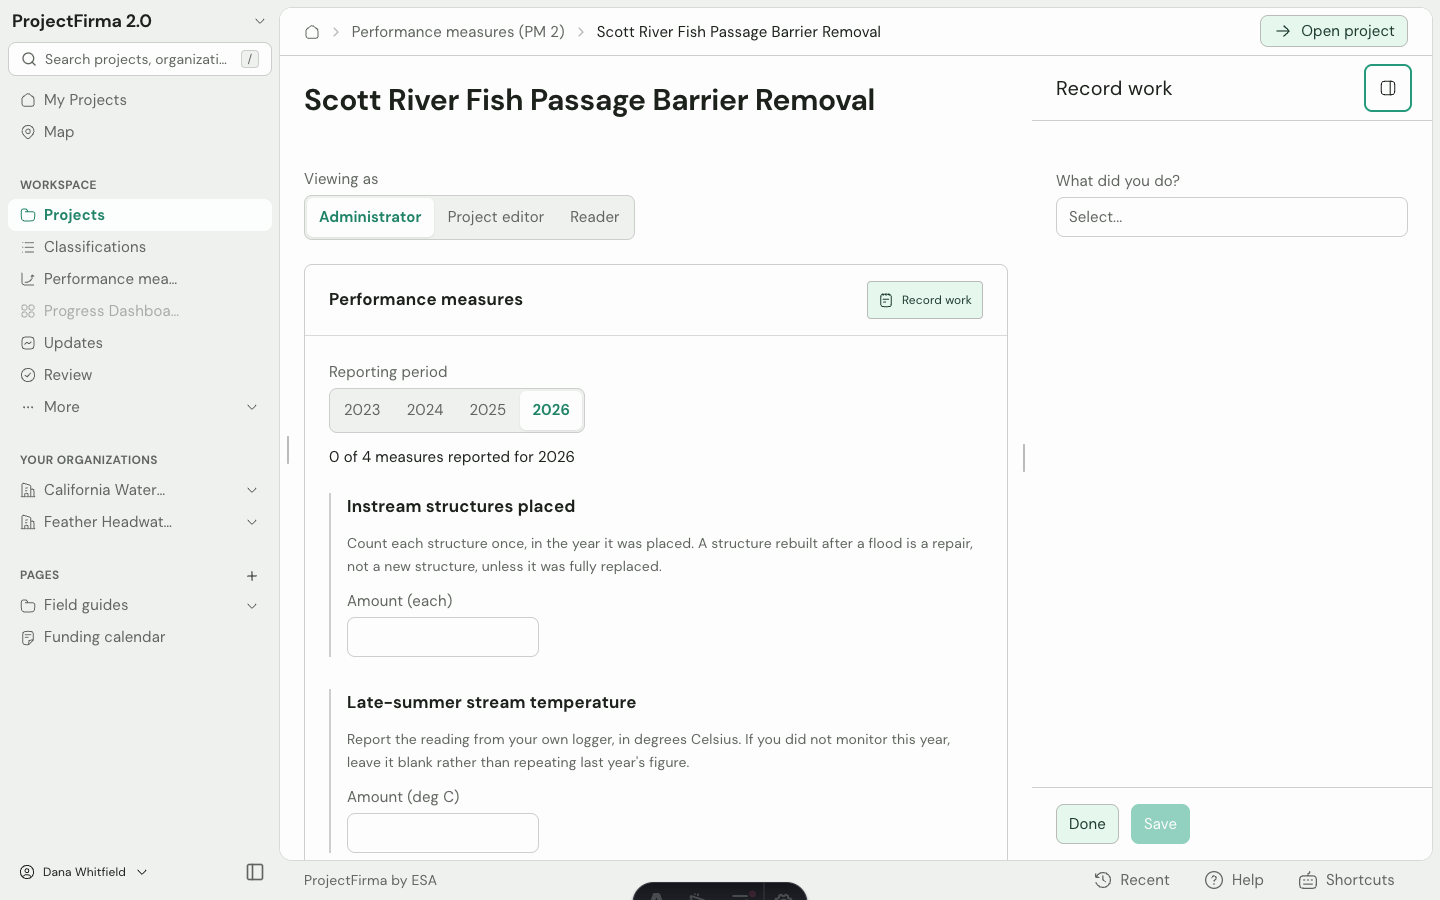 ProjectFirma 2.0
Search projects, organizati...
/
My Projects
Map
WORKSPACE
Projects
Classifications
Performance mea...
Progress Dashboa...
Updates
Review
More
YOUR ORGANIZATIONS
California Water...
Feather Headwat...
PAGES
Field guides
Funding calendar
Dana Whitfield
Performance measures (PM 2)
Scott River Fish Passage Barrier Removal
Open project
Scott River Fish Passage Barrier Removal
Viewing as
Administrator
Project editor
Reader
Performance measures
Record work
Reporting period
2023
2024
2025
2026
0 of 4 measures reported for 2026
Instream structures placed
Count each structure once, in the year it was placed. A structure rebuilt after a flood is a repair,
not a new structure, unless it was fully replaced.
Amount (each)
Late-summer stream temperature
Report the reading from your own logger, in degrees Celsius. If you did not monitor this year,
leave it blank rather than repeating last year's figure.
Amount (deg C)
Record work
What did you do?
Select...
Done
Save
ProjectFirma by ESA
Recent
Help
Shortcuts